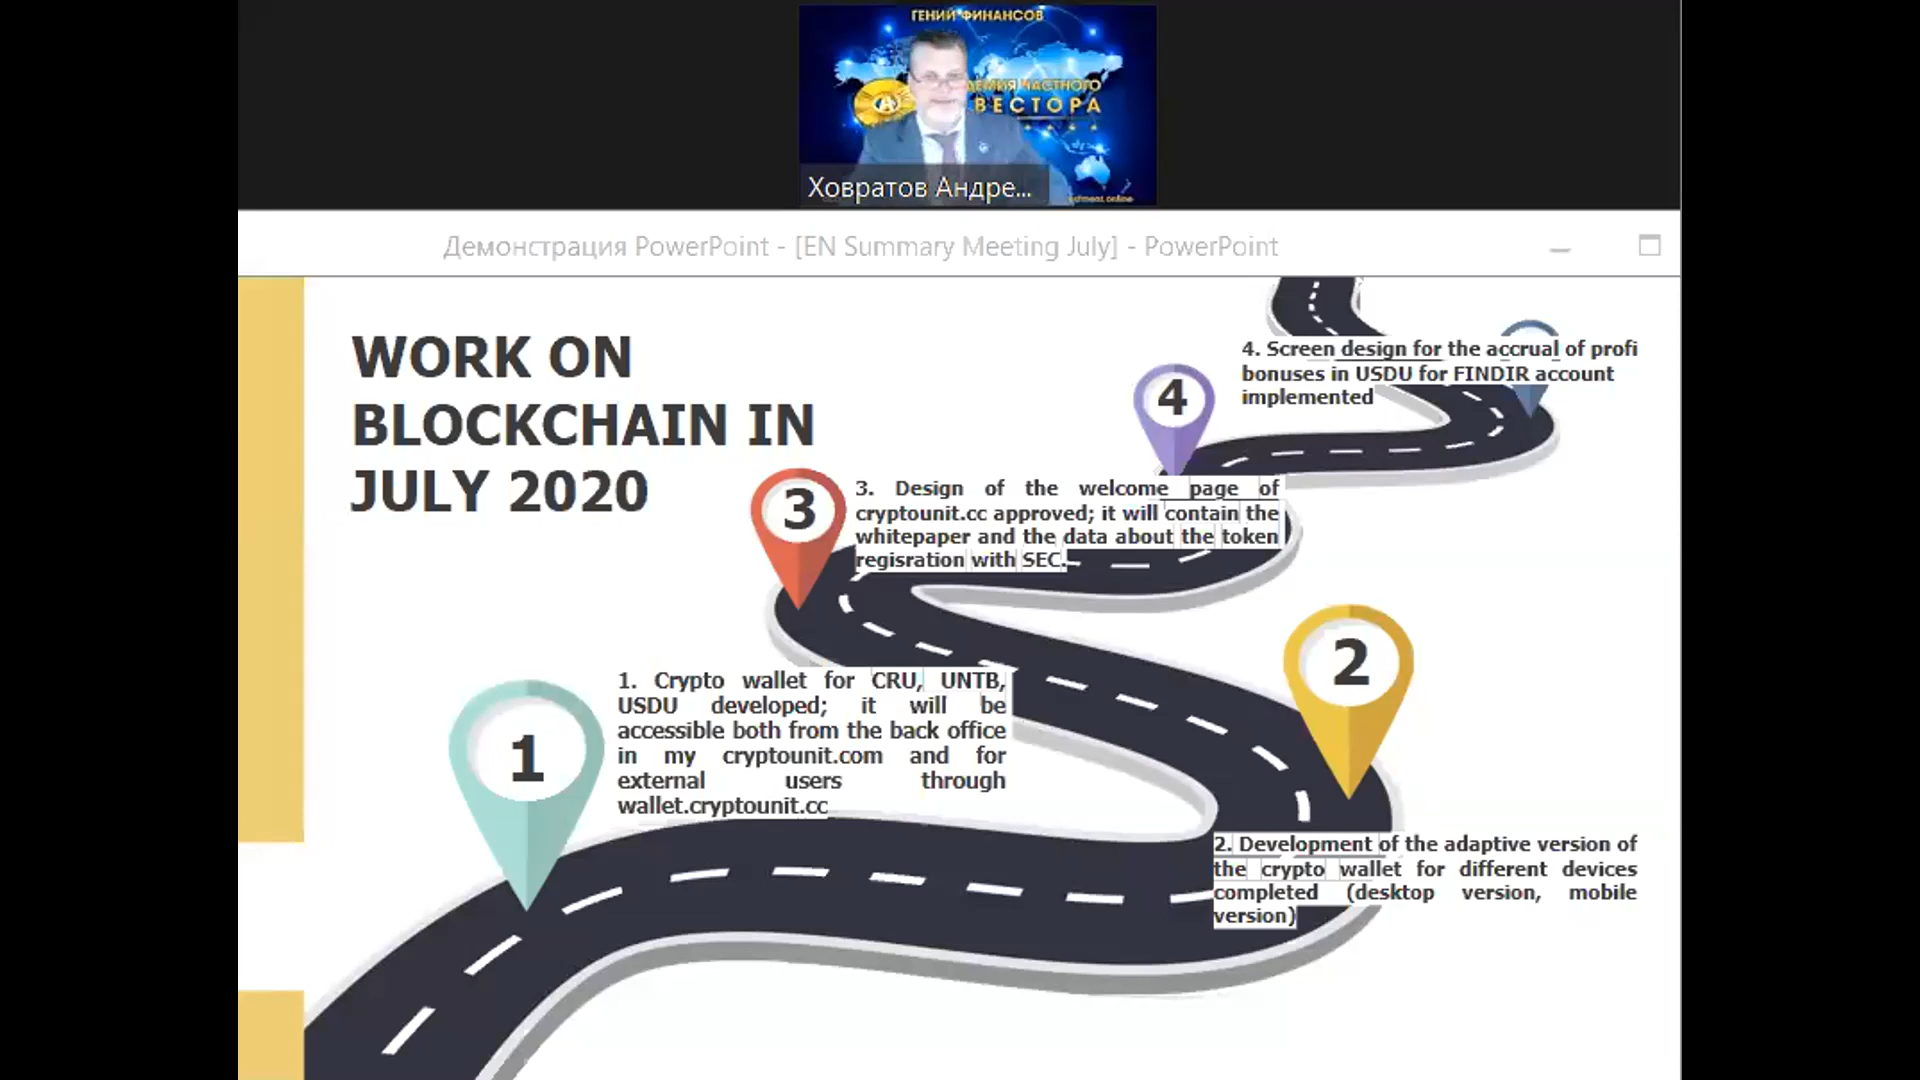 ГЕНИЙ ФИНАНСОВ
ДЕМИЯ ЧАСТНОГО
ВЕСТОРА
Ховратов Андре...
Демонстрация PowerPoint - [EN Summary Meeting July] - PowerPoint
WORK ON
BLOCKCHAIN IN
JULY 2020
4
4. Screen design for the accrual of profi
bonuses in USDU for FINDIR account
implemented
3
3. Design of the welcome page of
cryptounit.cc approved; it will contain the
whitepaper and the data about the token
regisration with SEC.
2
1
1. Crypto wallet for CRU, UNTB,
USDU developed; it will be
accessible both from the back office
in my cryptounit.com and for
external users through
wallet.cryptounit.cc
2. Development of the adaptive version of
the crypto wallet for different devices
completed (desktop version, mobile
version)